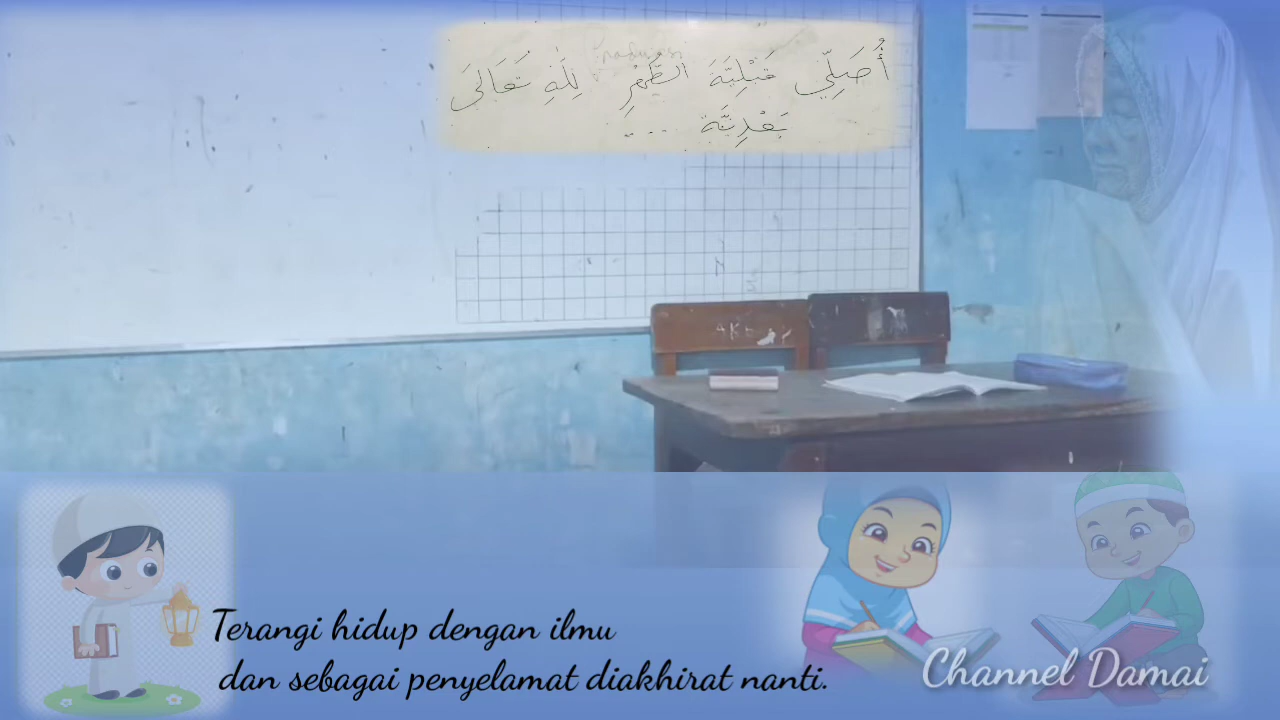 أُصَلِّي قَبْلِيَّةَ الظُّهْرِ لِلَّهِ تَعَالَى
بَعْدِيَّةَ ...
Terangi hidup dengan ilmu
dan sebagai penyelamat diakhirat nanti.
Channel Damai